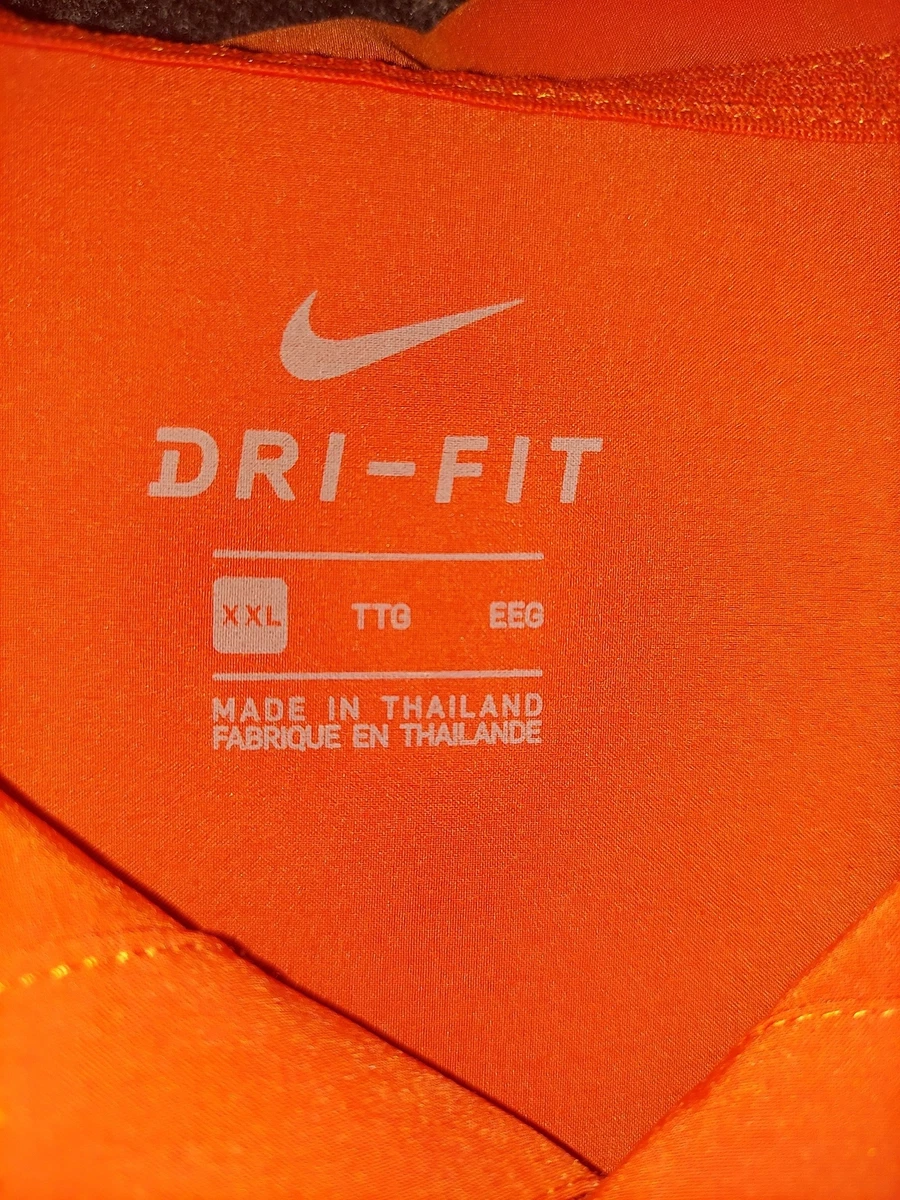 DRI-FIT
XXL TTG EEG
MADE IN THAILAND
FABRIQUE EN THAILANDE